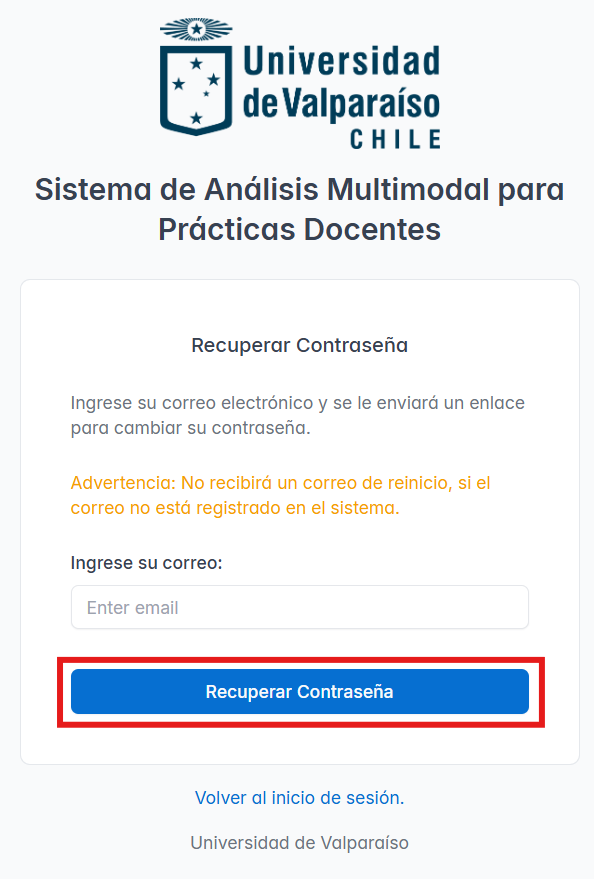 Universidad
de Valparaíso
CHILE
Sistema de Análisis Multimodal para
Prácticas Docentes
Recuperar Contraseña
Ingrese su correo electrónico y se le enviará un enlace
para cambiar su contraseña.
Advertencia: No recibirá un correo de reinicio, si el
correo no está registrado en el sistema.
Ingrese su correo:
Enter email
Recuperar Contraseña
Volver al inicio de sesión.
Universidad de Valparaíso